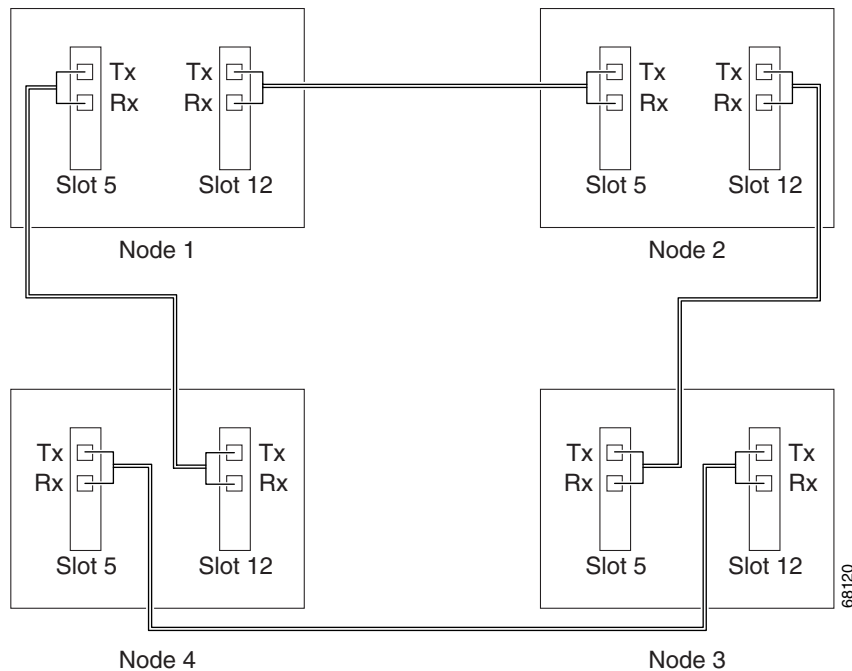 Tx
Rx
Slot 5
Tx
Rx
Slot 12
Node 1
Tx
Rx
Slot 5
Tx
Rx
Slot 12
Node 2
Tx
Rx
Slot 5
Tx
Rx
Slot 12
Node 4
Tx
Rx
Slot 5
Tx
Rx
Slot 12
Node 3
68120